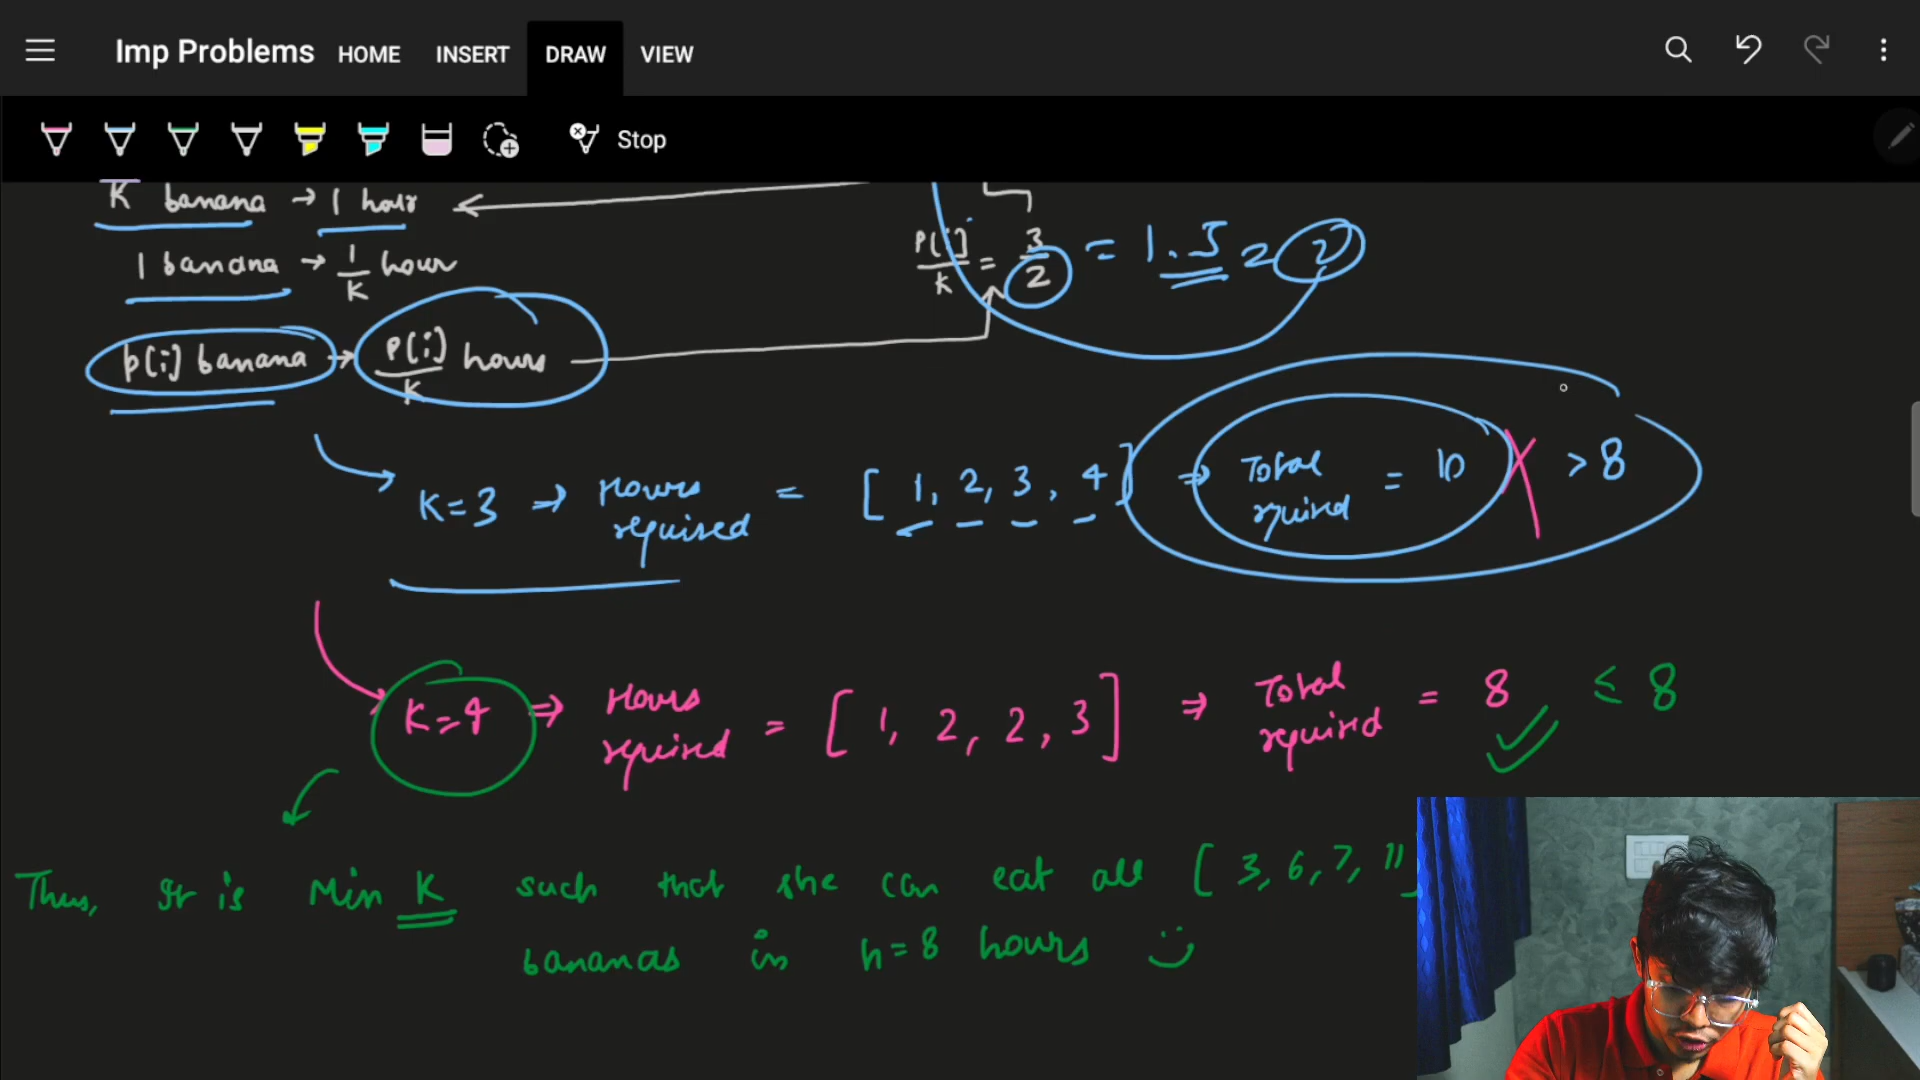 Imp Problems HOME INSERT DRAW VIEW
Stop
K banana → 1 hour
1 banana → 1/K hour
P[i]/K = 3/2 = 1.5 ≈ 2
p[i] banana → P[i]/K hours
K=3 → Hours required = [1, 2, 3, 4] ⇒ Total required = 10 > 8
K=4 ⇒ Hours required = [1, 2, 2, 3] ⇒ Total required = 8 ≤ 8
Thus, It is Min K such that she can eat all [3, 6, 7, 11]
bananas in h=8 hours